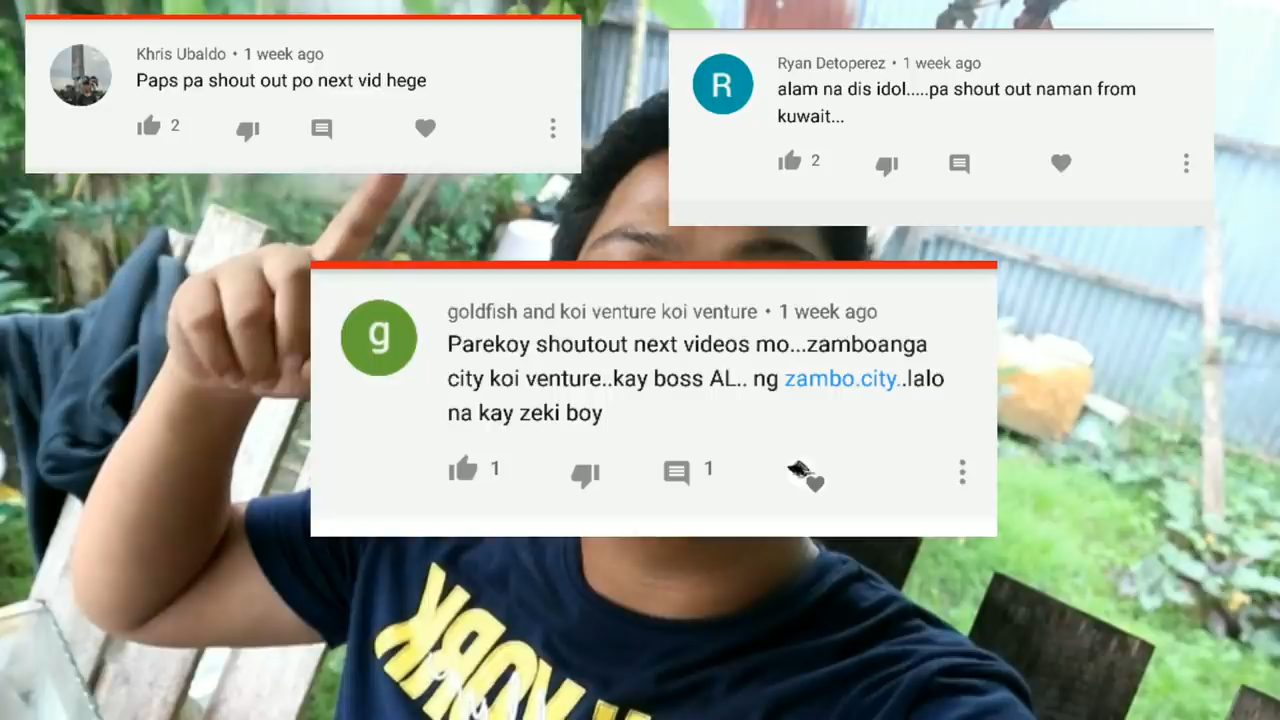 Khris Ubaldo • 1 week ago
Paps pa shout out po next vid hege
2
Ryan Detoperez • 1 week ago
alam na dis idol.....pa shout out naman from
kuwait...
2
R
g
goldfish and koi venture koi venture • 1 week ago
Parekoy shoutout next videos mo...zamboanga
city koi venture..kay boss AL.. ng zambo.city..lalo
na kay zeki boy
1
1